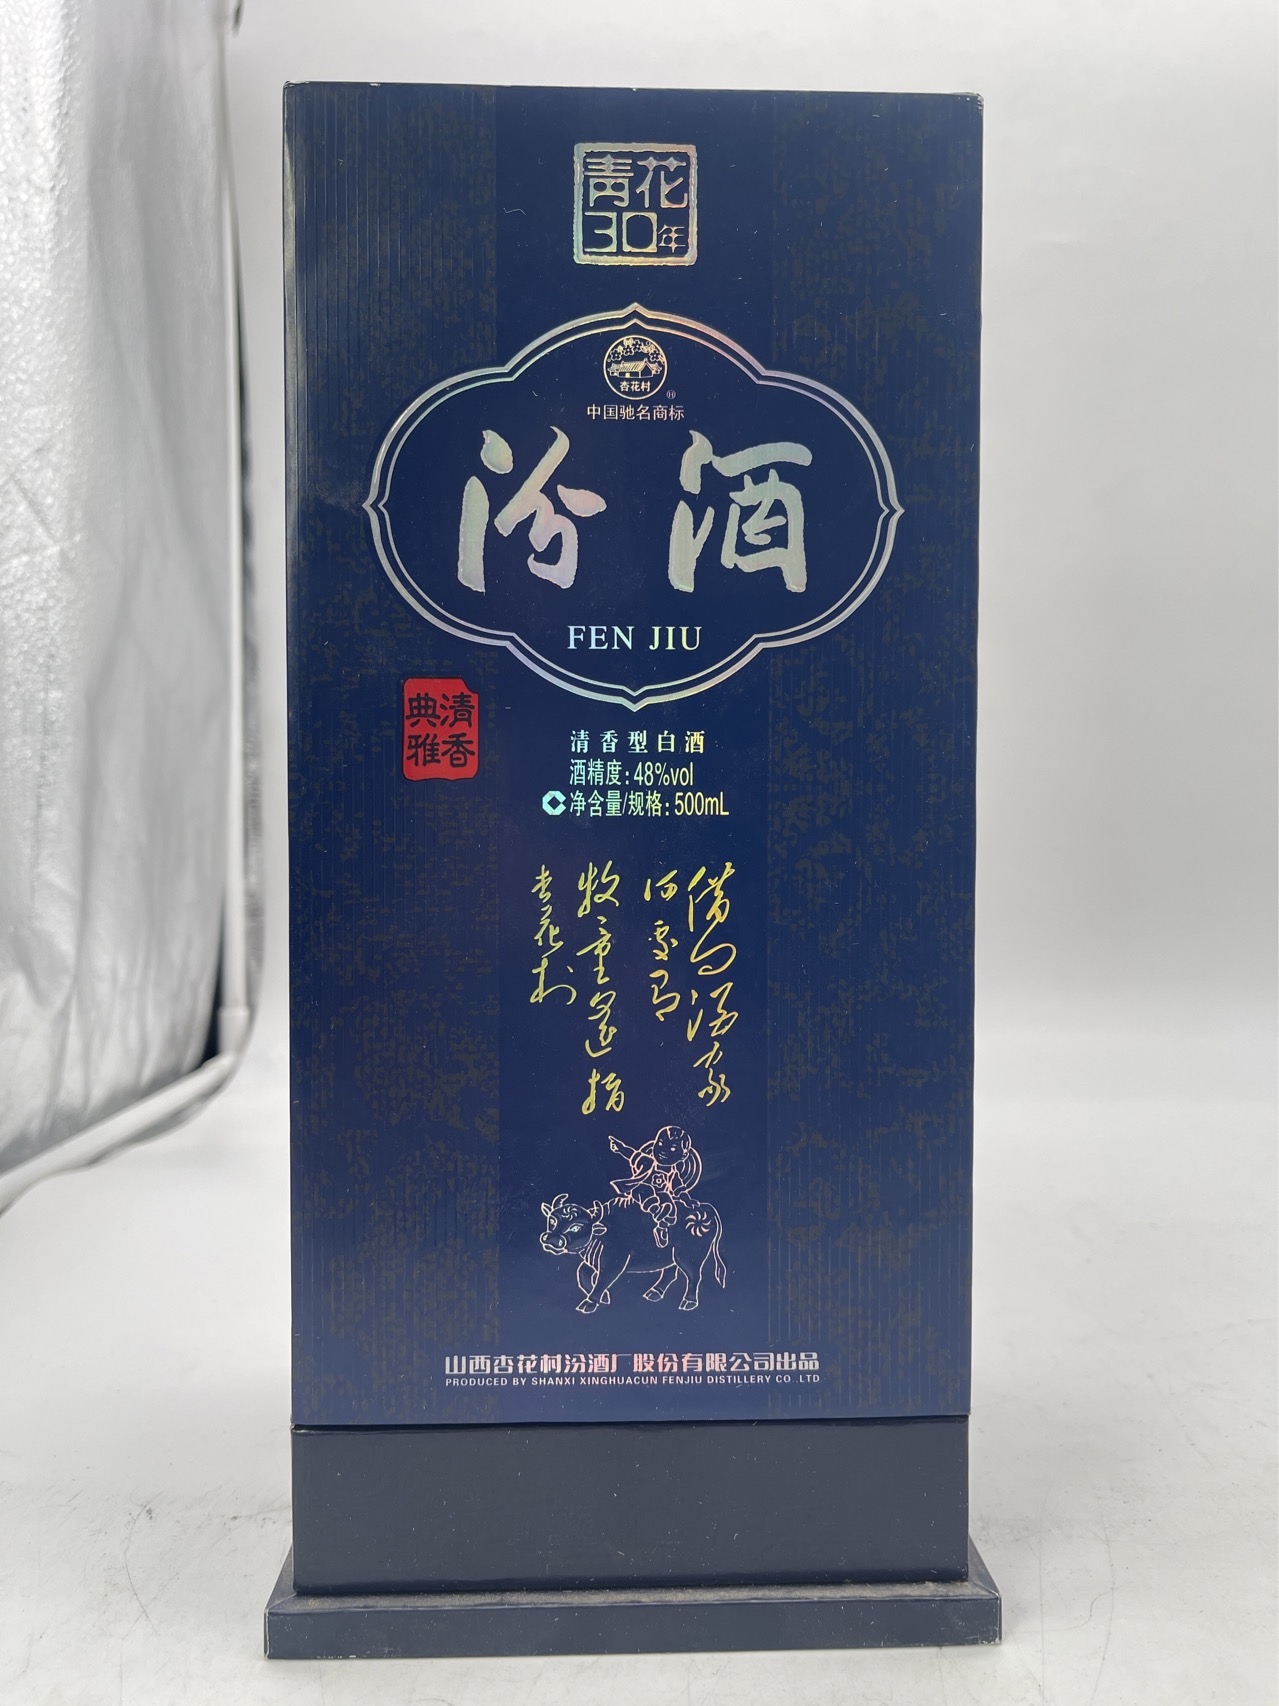 青花
30年
杏花村
®
中国驰名商标
汾酒
FEN JIU
清香
典雅
清香型白酒
酒精度:48%vol
净含量/规格:500mL
借问酒家
何处有
牧童遥指
杏花村
山西杏花村汾酒厂股份有限公司出品
PRODUCED BY SHANXI XINGHUACUN FENJIU DISTILLERY CO.,LTD